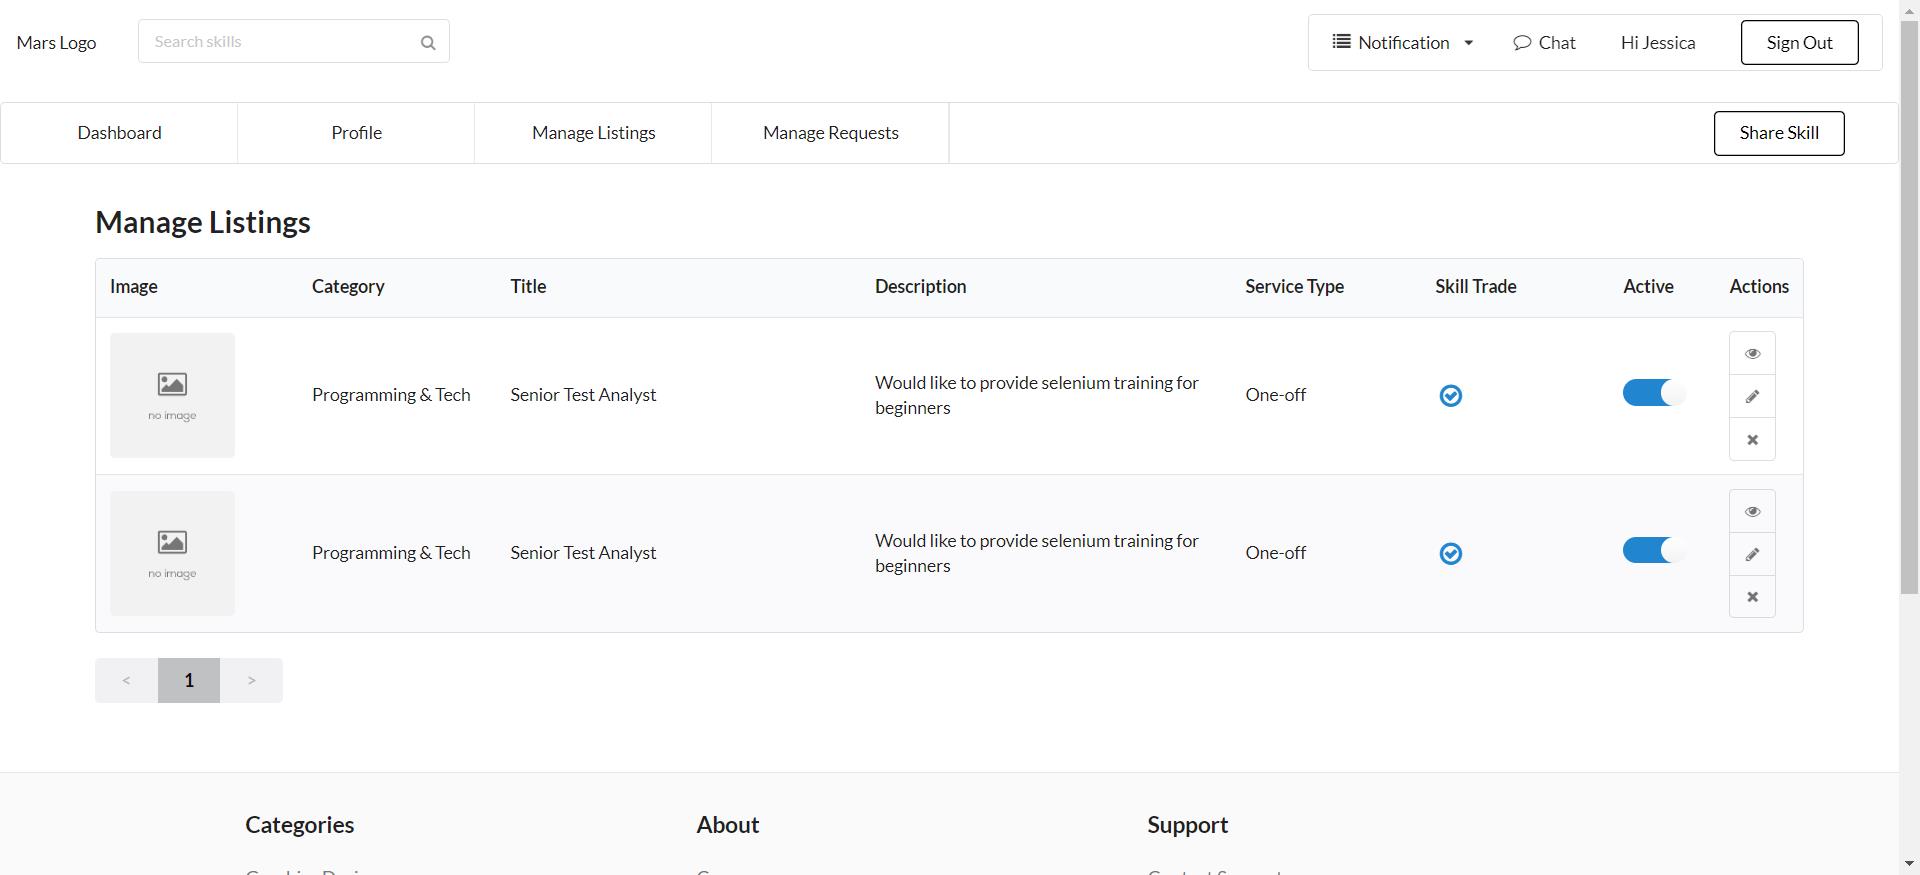 Mars Logo
Search skills
Notification
Chat
Hi Jessica
Sign Out
Dashboard
Profile
Manage Listings
Manage Requests
Share Skill
Manage Listings
Image
Category
Title
Description
Service Type
Skill Trade
Active
Actions
no image
Programming & Tech
Senior Test Analyst
Would like to provide selenium training for
beginners
One-off
no image
Programming & Tech
Senior Test Analyst
Would like to provide selenium training for
beginners
One-off
< 1 >
Categories
About
Support